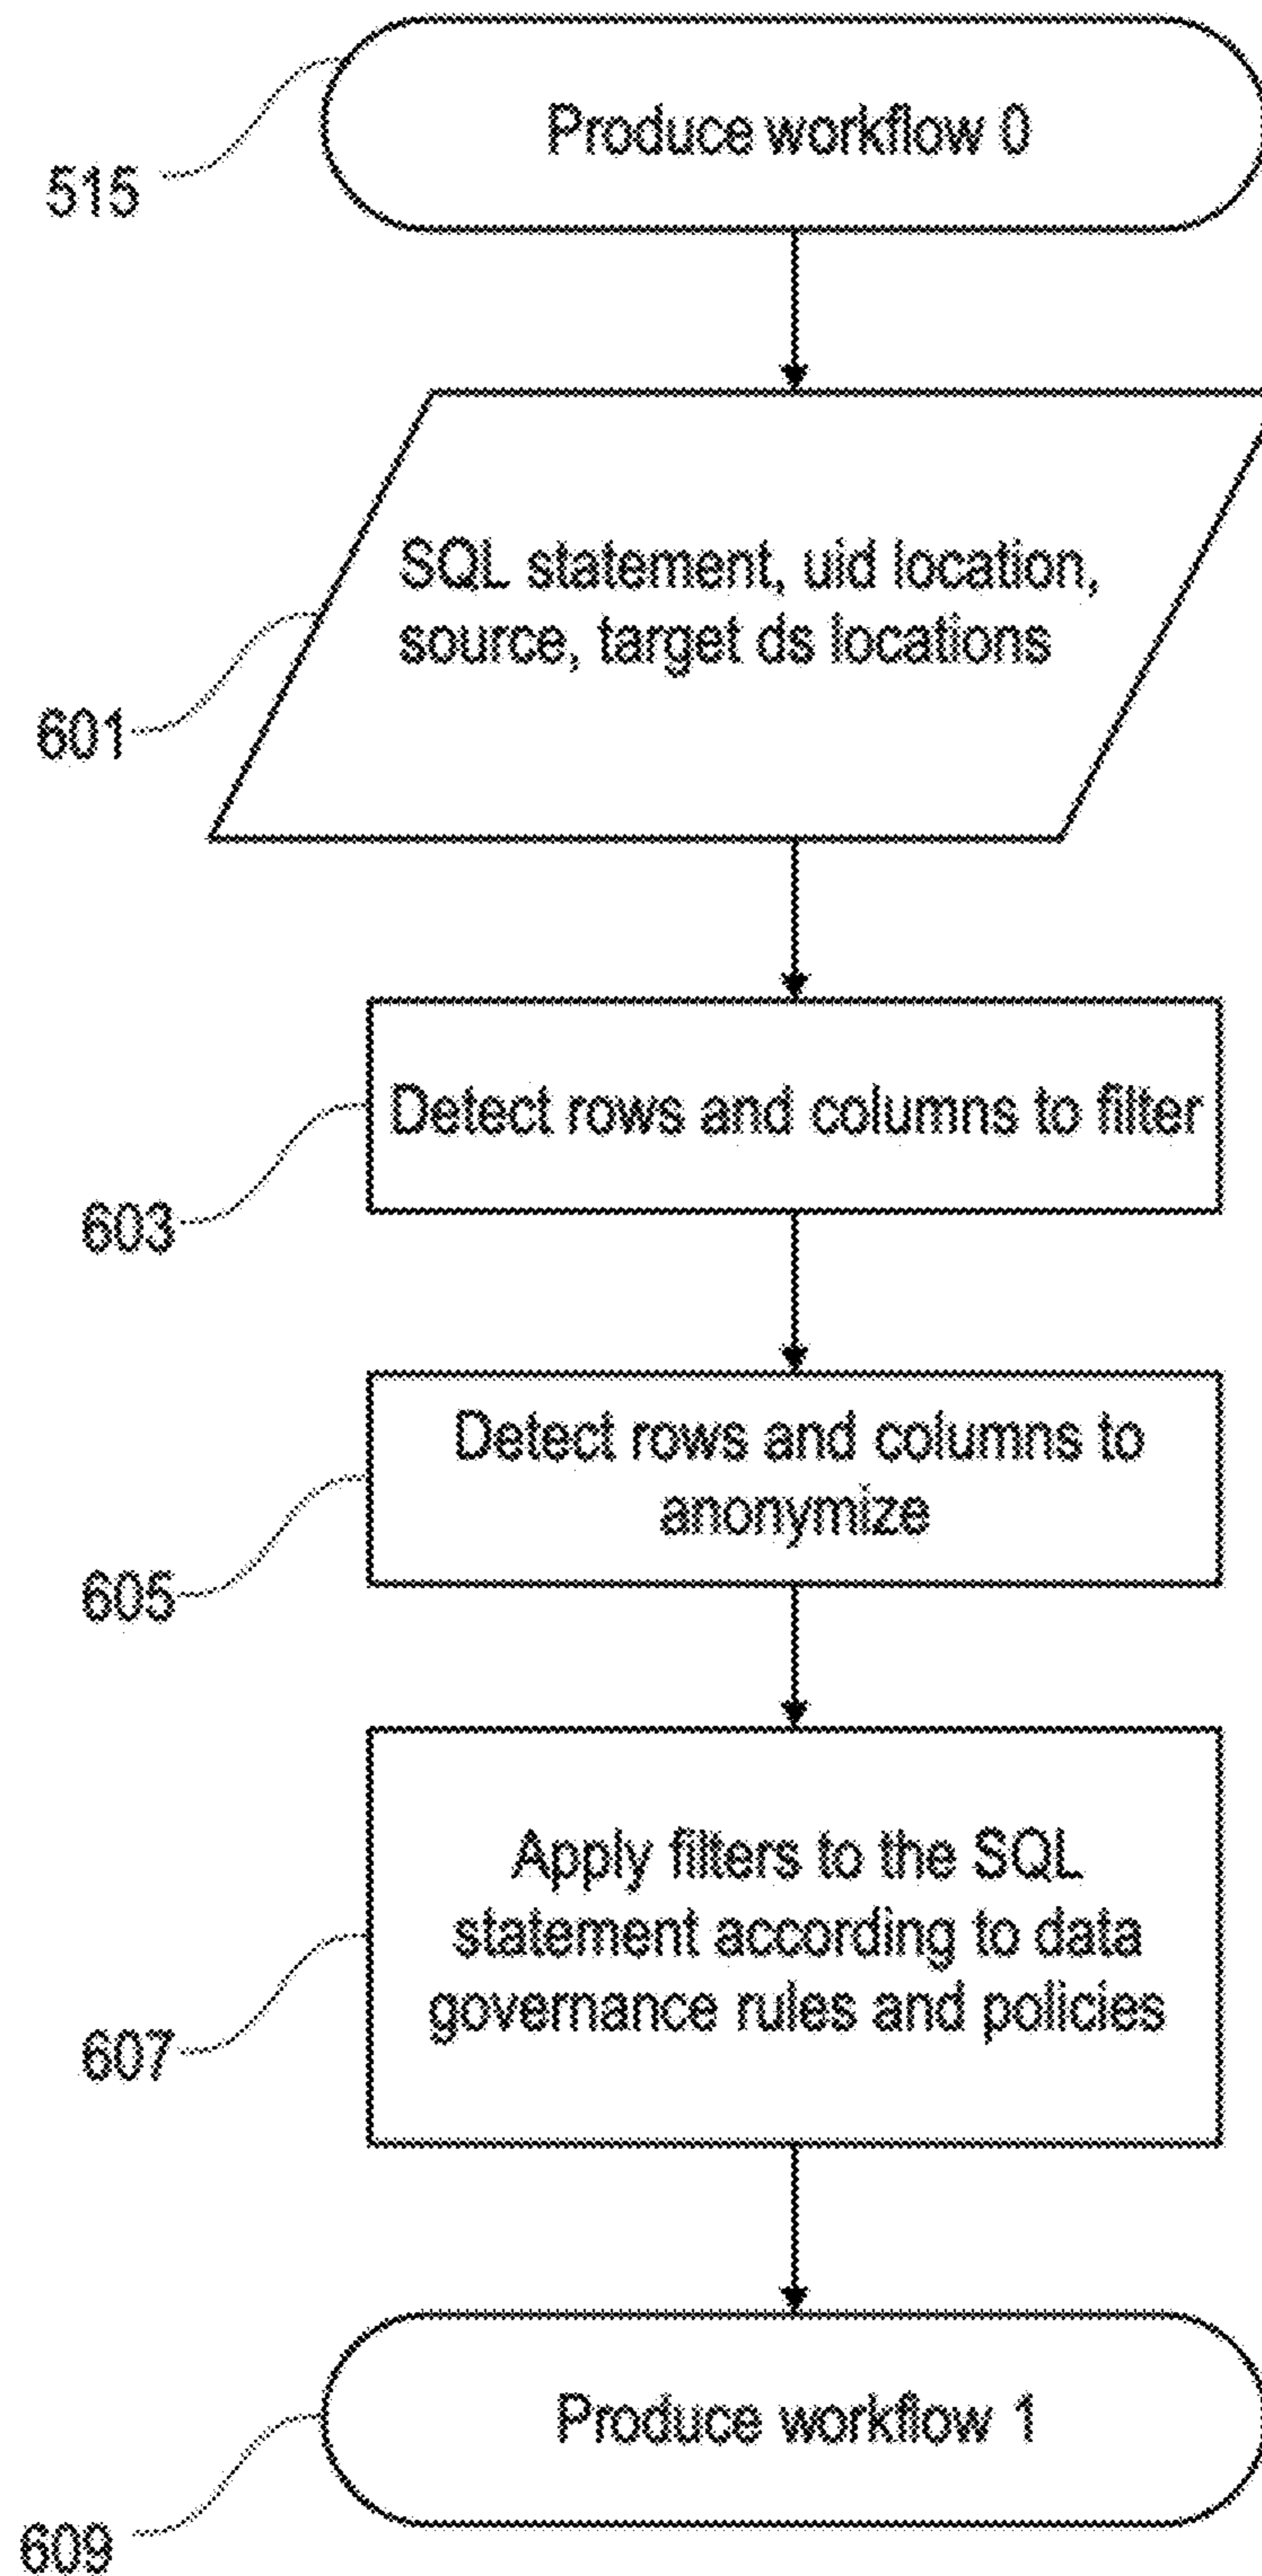 Produce workflow 0
515
SQL statement, uid location,
source, target ds locations
601
Detect rows and columns to filter
603
Detect rows and columns to
anonymize
605
Apply filters to the SQL
statement according to data
governance rules and policies
607
Produce workflow 1
609